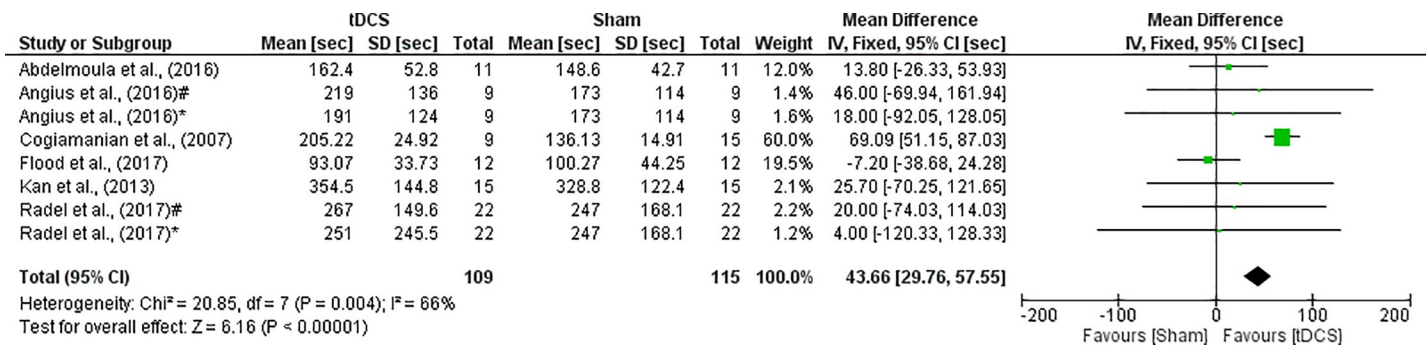 tDCS Sham Mean Difference Mean Difference
Study or Subgroup Mean [sec] SD [sec] Total Mean [sec] SD [sec] Total Weight IV, Fixed, 95% CI [sec] IV, Fixed, 95% CI [sec]
Abdelmoula et al., (2016) 162.4 52.8 11 148.6 42.7 11 12.0% 13.80 [-26.33, 53.93]
Angius et al., (2016)# 219 136 9 173 114 9 1.4% 46.00 [-69.94, 161.94]
Angius et al., (2016)* 191 124 9 173 114 9 1.6% 18.00 [-92.05, 128.05]
Cogiamanian et al., (2007) 205.22 24.92 9 136.13 14.91 15 60.0% 69.09 [51.15, 87.03]
Flood et al., (2017) 93.07 33.73 12 100.27 44.25 12 19.5% -7.20 [-38.68, 24.28]
Kan et al., (2013) 354.5 144.8 15 328.8 122.4 15 2.1% 25.70 [-70.25, 121.65]
Radel et al., (2017)# 267 149.6 22 247 168.1 22 2.2% 20.00 [-74.03, 114.03]
Radel et al., (2017)* 251 245.5 22 247 168.1 22 1.2% 4.00 [-120.33, 128.33]
Total (95% CI) 109 115 100.0% 43.66 [29.76, 57.55]
Heterogeneity: Chi² = 20.85, df = 7 (P = 0.004); I² = 66%
Test for overall effect: Z = 6.16 (P < 0.00001)
-200 -100 0 100 200
Favours [Sham] Favours [tDCS]